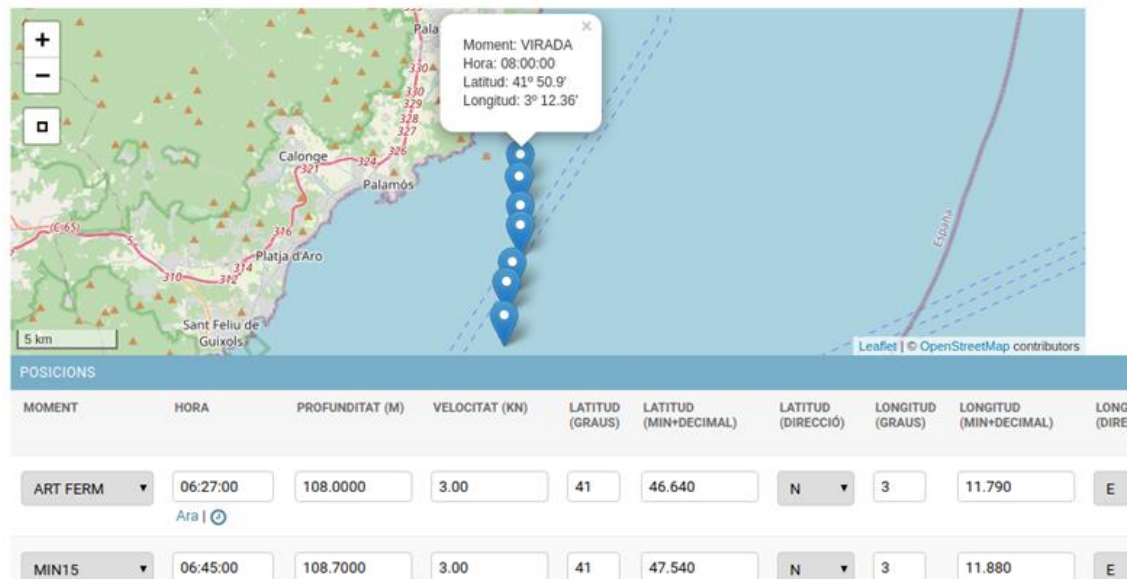 +
−
Pala
Moment: VIRADA
Hora: 08:00:00
Latitud: 41º 50.9'
Longitud: 3º 12.36'
×
330
330
329
328
327
326
Calonge
321
324
Palamós
(C-65)
316
Platja d'Aro
314
310
312
Sant Feliu de
Guíxols
5 km
España
Leaflet | © OpenStreetMap contributors
POSICIONS
MOMENT HORA PROFUNDITAT (M) VELOCITAT (KN) LATITUD (GRAUS) LATITUD (MIN+DECIMAL) LATITUD (DIRECCIÓ) LONGITUD (GRAUS) LONGITUD (MIN+DECIMAL) LONG (DIRE
ART FERM 06:27:00 108.0000 3.00 41 46.640 N 3 11.790 E
Ara |
MIN15 06:45:00 108.7000 3.00 41 47.540 N 3 11.880 E